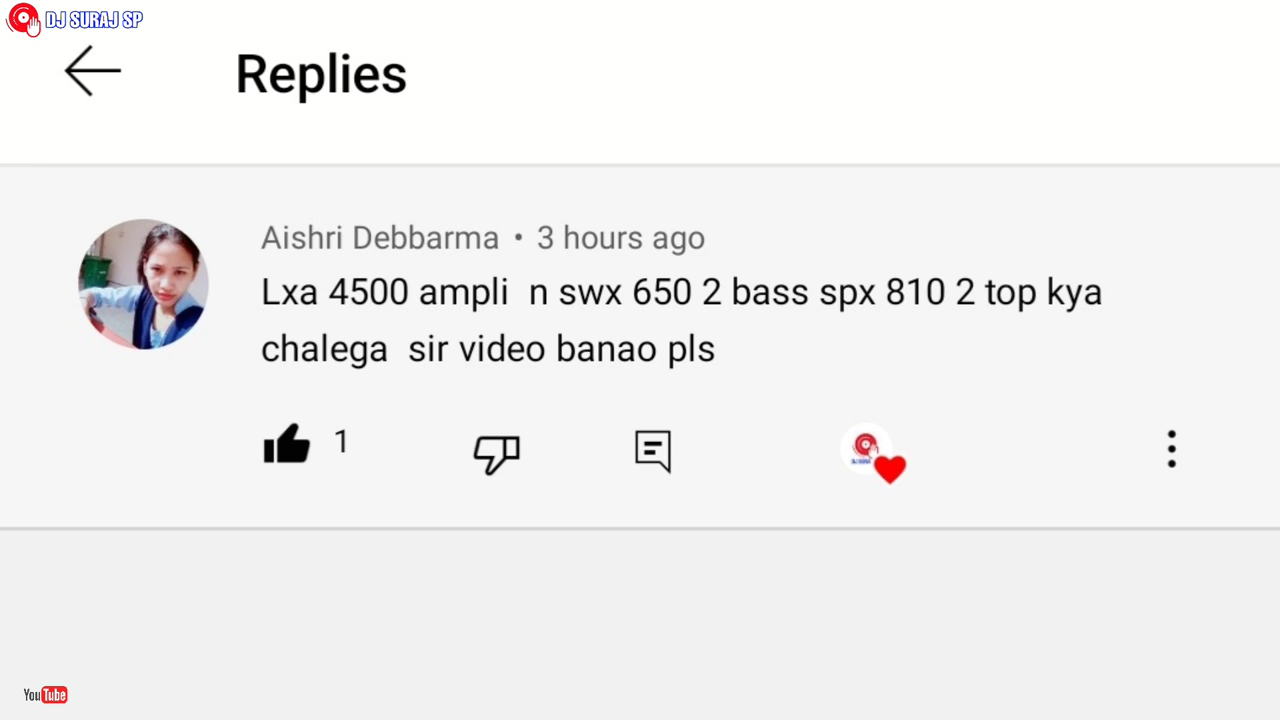 DJ SURAJ SP
Replies
Aishri Debbarma • 3 hours ago
Lxa 4500 ampli n swx 650 2 bass spx 810 2 top kya
chalega sir video banao pls
1
YouTube